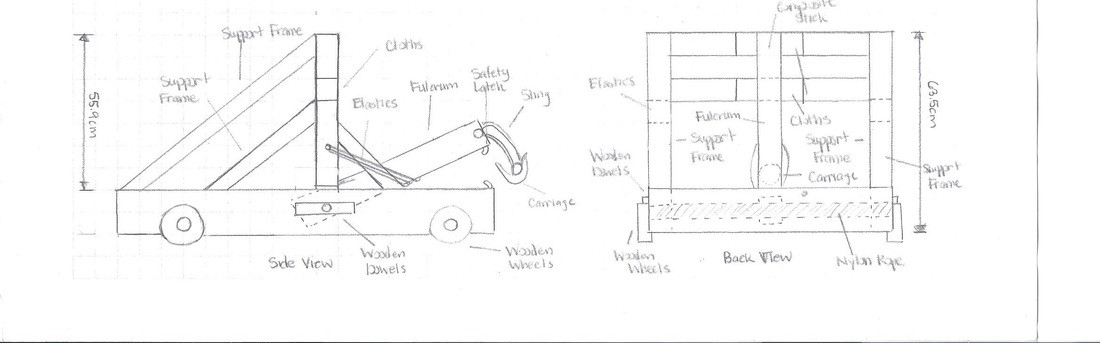 Support Frame
Cloths
Support
Frame
Elastics
Fulcrum
Safety
Latch
Sling
Carriage
55.9cm
Side View
Wooden
Dowels
Wooden
Wheels
Composite
Stick
Elastics
Fulcrum
Cloths
Support
Frame
Support
Frame
Carriage
Support
Frame
Wooden
Dowels
63.5cm
Wooden
Wheels
Back View
Nylon Rope